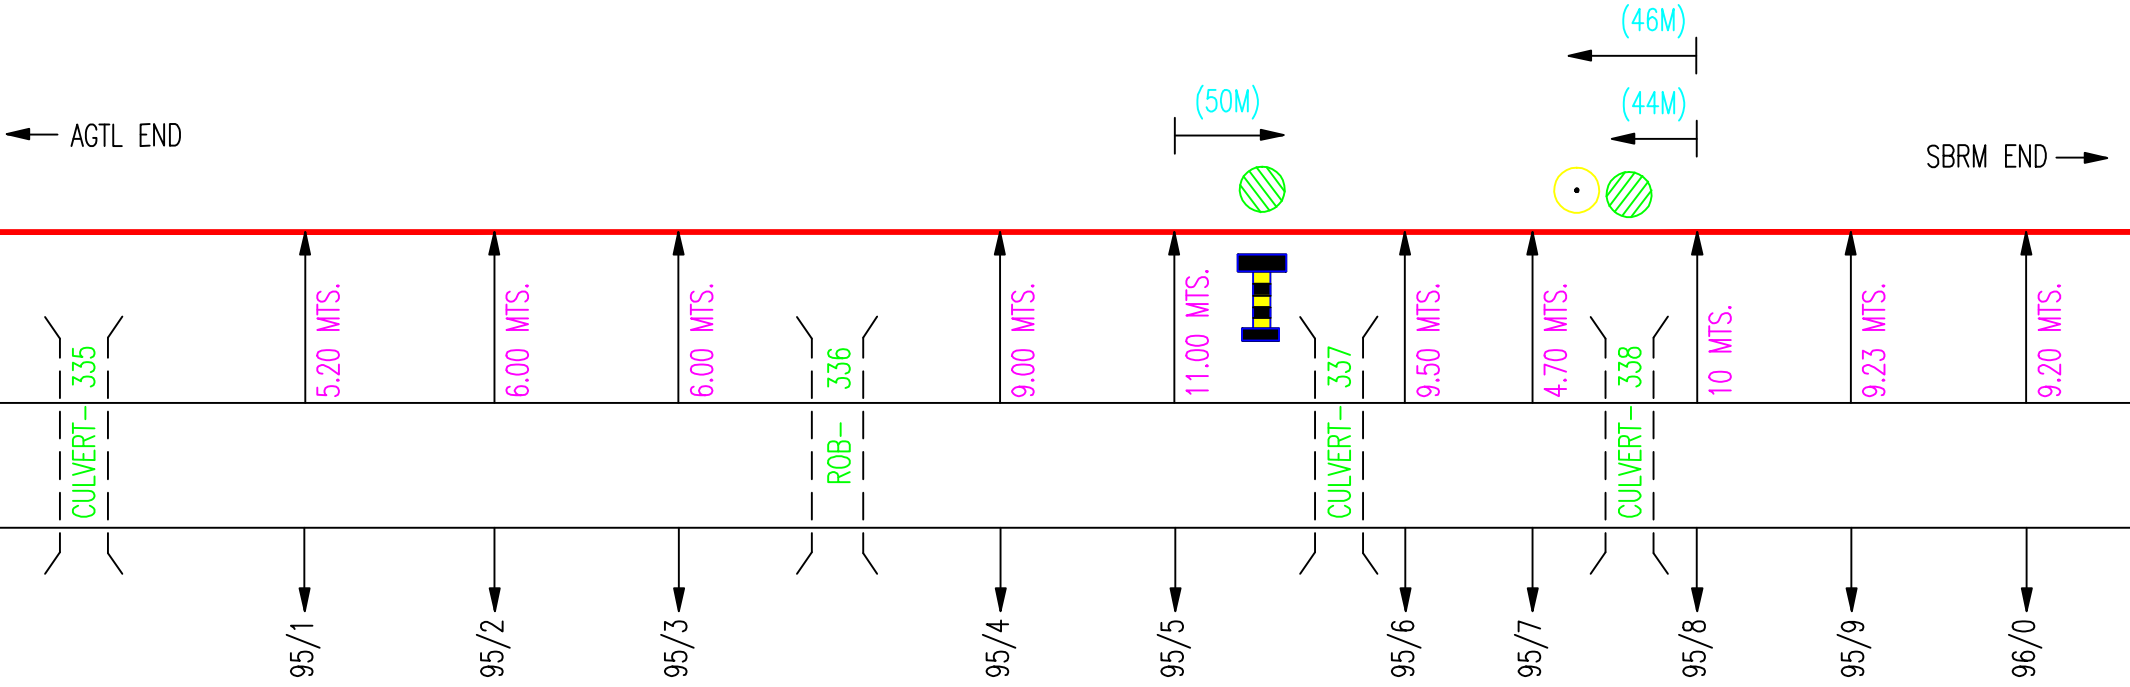 (46M)
(50M)
(44M)
AGTL END
SBRM END
CULVERT- 335
5.20 MTS.
6.00 MTS.
6.00 MTS.
ROB- 336
9.00 MTS.
11.00 MTS.
CULVERT- 337
9.50 MTS.
4.70 MTS.
CULVERT- 338
10 MTS.
9.23 MTS.
9.20 MTS.
95/1
95/2
95/3
95/4
95/5
95/6
95/7
95/8
95/9
96/0